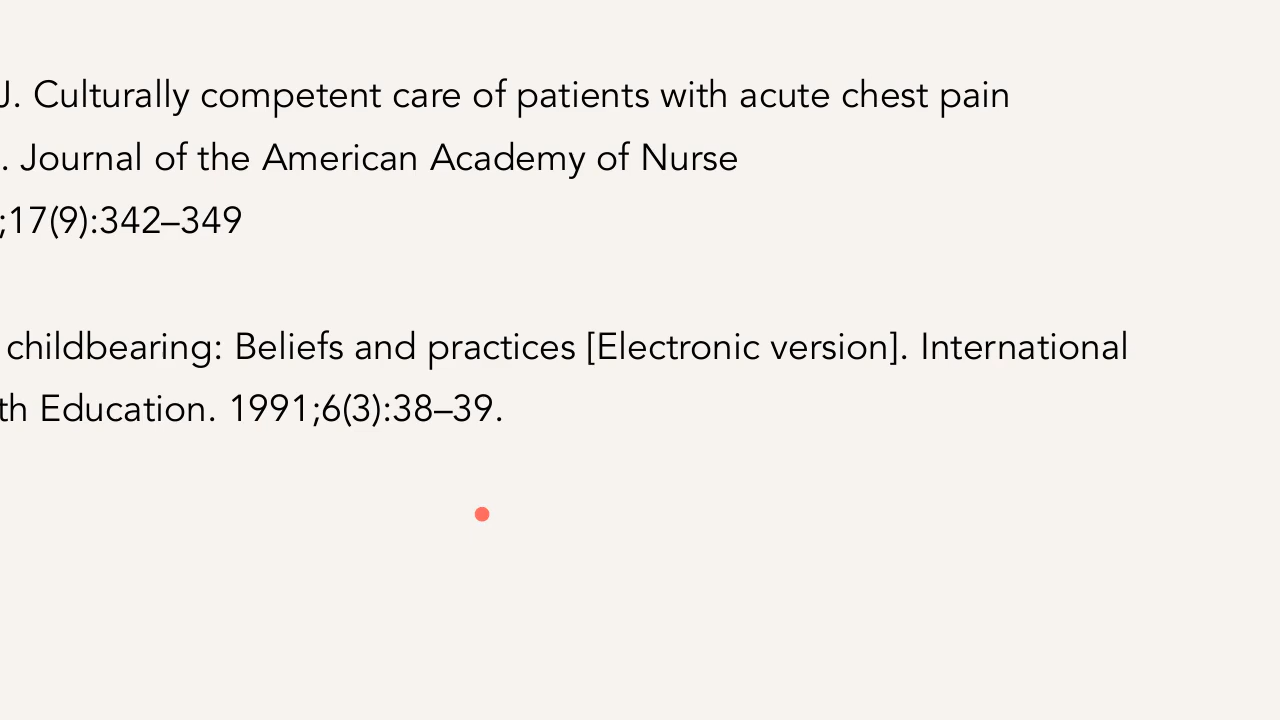 J. Culturally competent care of patients with acute chest pain
. Journal of the American Academy of Nurse
;17(9):342–349
childbearing: Beliefs and practices [Electronic version]. International
th Education. 1991;6(3):38–39.